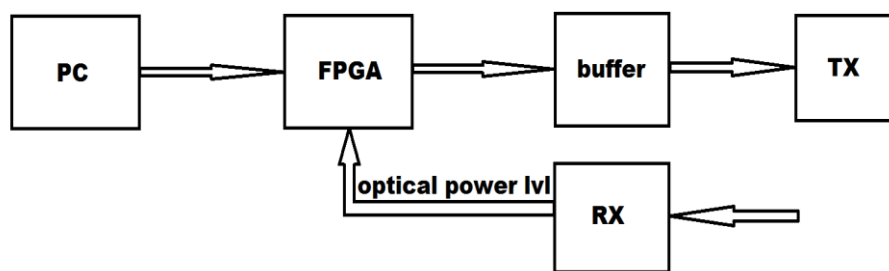 PC
FPGA
buffer
TX
optical power lvl
RX